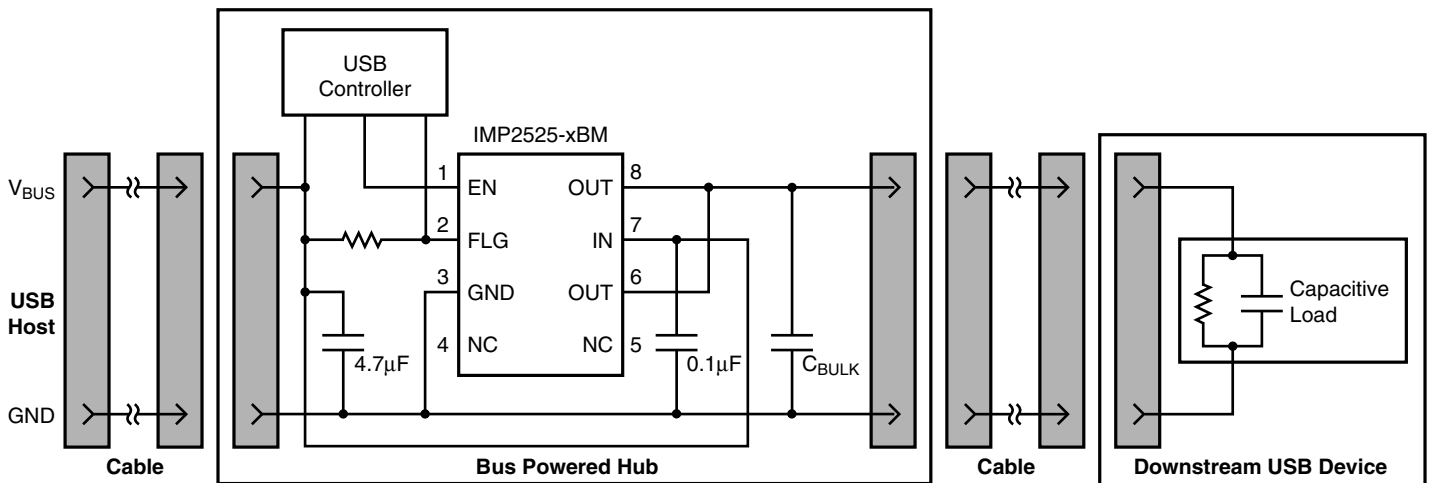 USB
Controller
IMP2525-xBM
VBUS
1
EN
OUT
8
2
FLG
IN
7
3
GND
OUT
6
4
NC
NC
5
USB
Host
4.7µF
0.1µF
CBULK
Capacitive
Load
GND
Cable
Bus Powered Hub
Cable
Downstream USB Device